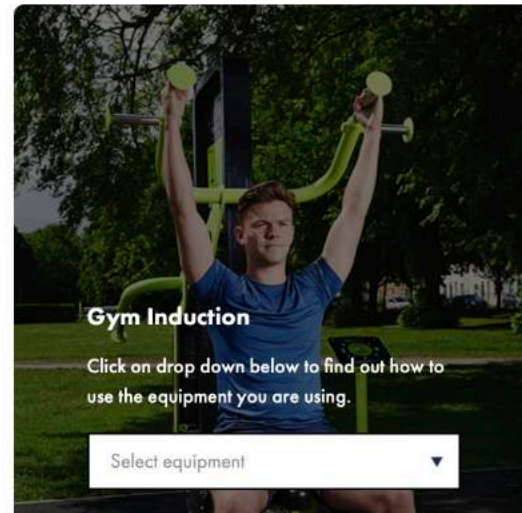 Gym Induction
Click on drop down below to find out how to
use the equipment you are using.
Select equipment